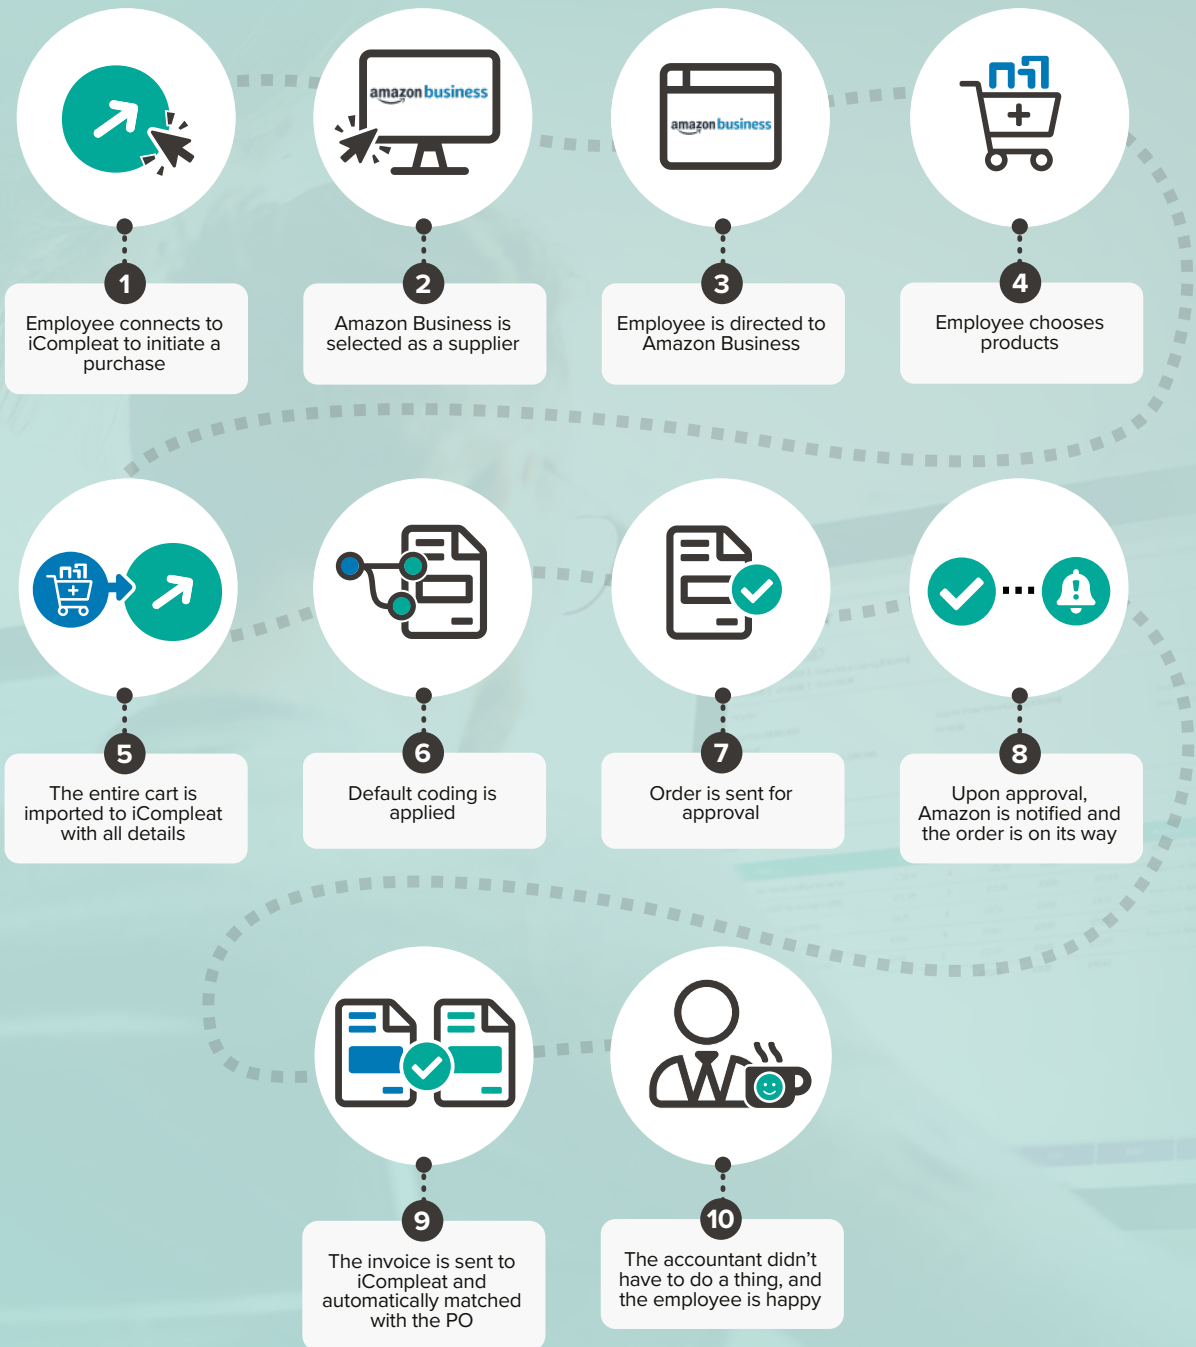 amazon business
amazon business
1
Employee connects to
iCompleat to initiate a
purchase
2
Amazon Business is
selected as a supplier
3
Employee is directed to
Amazon Business
4
Employee chooses
products
5
The entire cart is
imported to iCompleat
with all details
6
Default coding is
applied
7
Order is sent for
approval
8
Upon approval,
Amazon is notified and
the order is on its way
9
The invoice is sent to
iCompleat and
automatically matched
with the PO
10
The accountant didn't
have to do a thing, and
the employee is happy